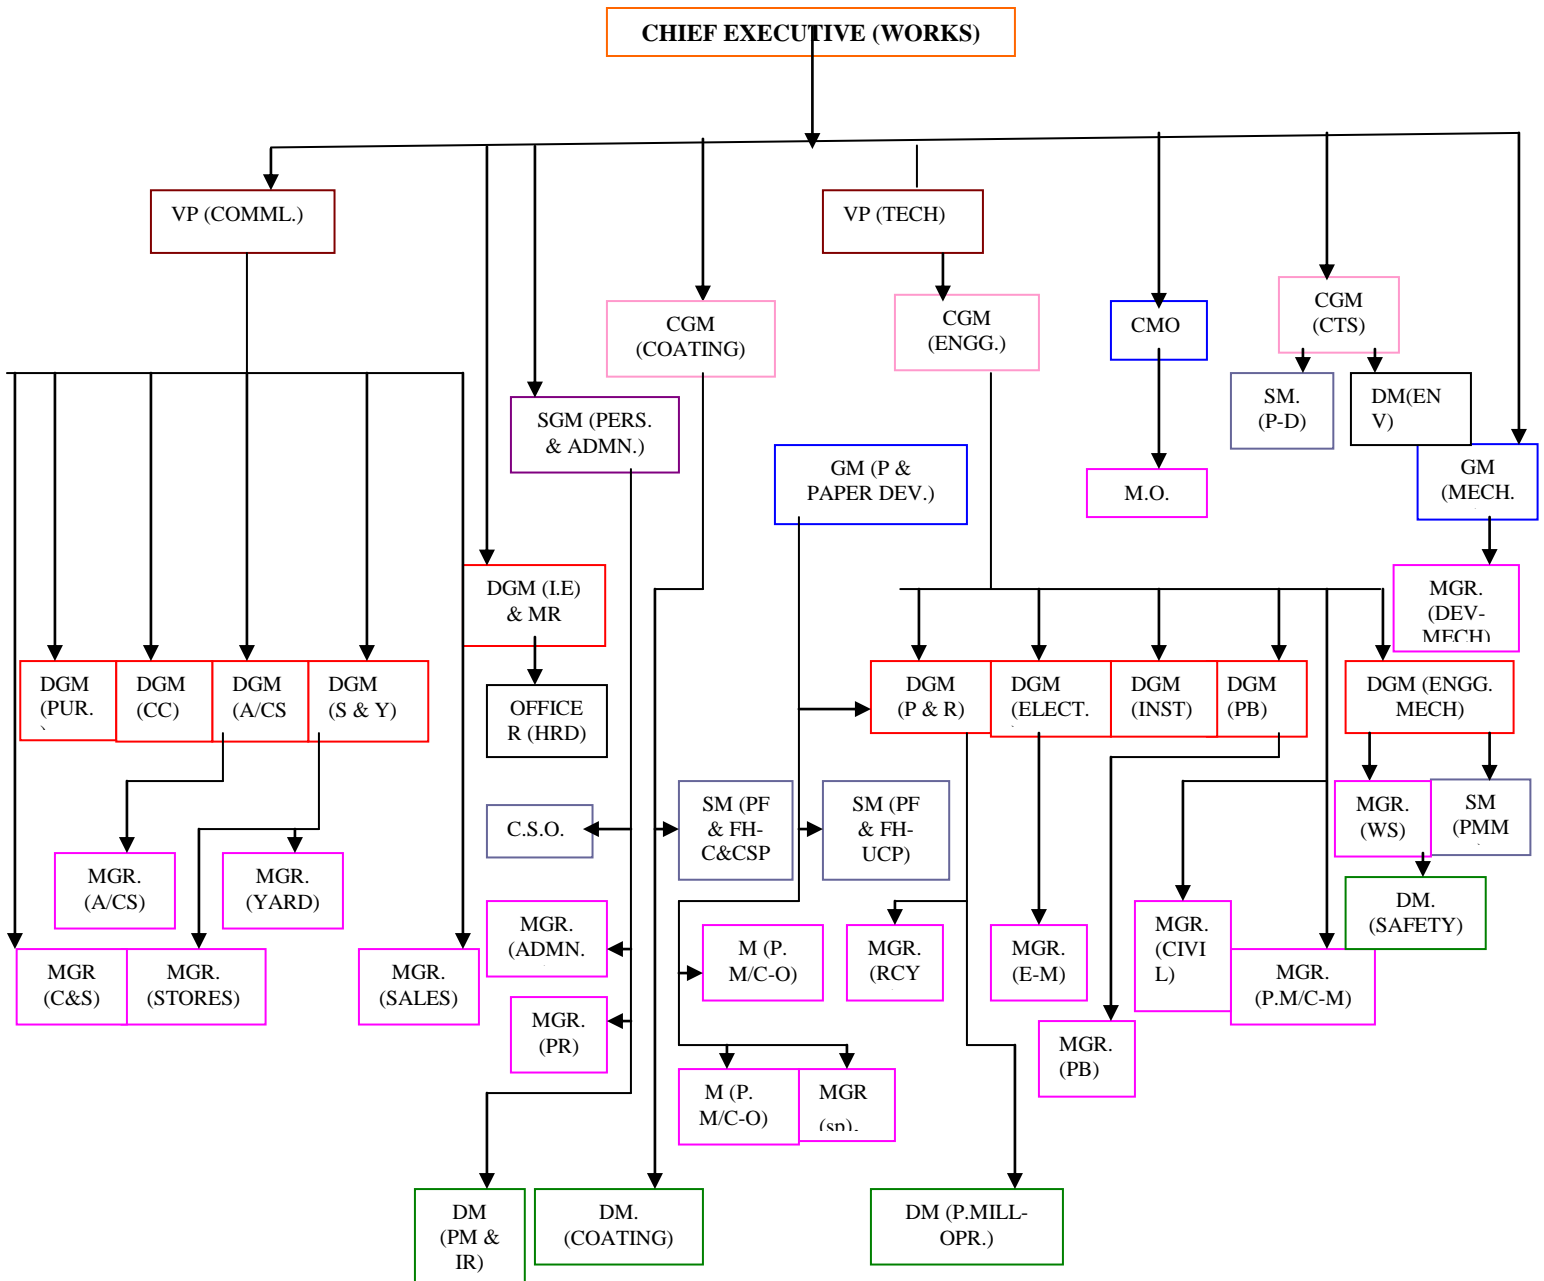 CHIEF EXECUTIVE (WORKS)
VP (COMML.)
VP (TECH)
CGM
(COATING)
CGM
(ENGG.)
CMO
CGM
(CTS)
SGM (PERS.
& ADMN.)
GM (P &
PAPER DEV.)
M.O.
SM.
(P-D)
DM(EN
V)
GM
(MECH.
DGM (I.E)
& MR
MGR.
(DEV-
MECH)
OFFICE
R (HRD)
DGM
(PUR.
DGM
(CC)
DGM
(A/CS
DGM
(S & Y)
DGM
(P & R)
DGM
(ELECT.
DGM
(INST)
DGM
(PB)
DGM (ENGG.
MECH)
C.S.O.
SM (PF
& FH-
C&CSP
SM (PF
& FH-
UCP)
MGR.
(WS)
SM
(PMM
MGR.
(A/CS)
MGR.
(YARD)
DM.
(SAFETY)
MGR
(C&S)
MGR.
(STORES)
MGR.
(SALES)
MGR.
(ADMN.
M (P.
M/C-O)
MGR.
(RCY
MGR.
(E-M)
MGR.
(CIVI
L)
MGR.
(P.M/C-M)
MGR.
(PR)
MGR.
(PB)
M (P.
M/C-O)
MGR
(sp).
DM
(PM &
IR)
DM.
(COATING)
DM (P.MILL-
OPR.)